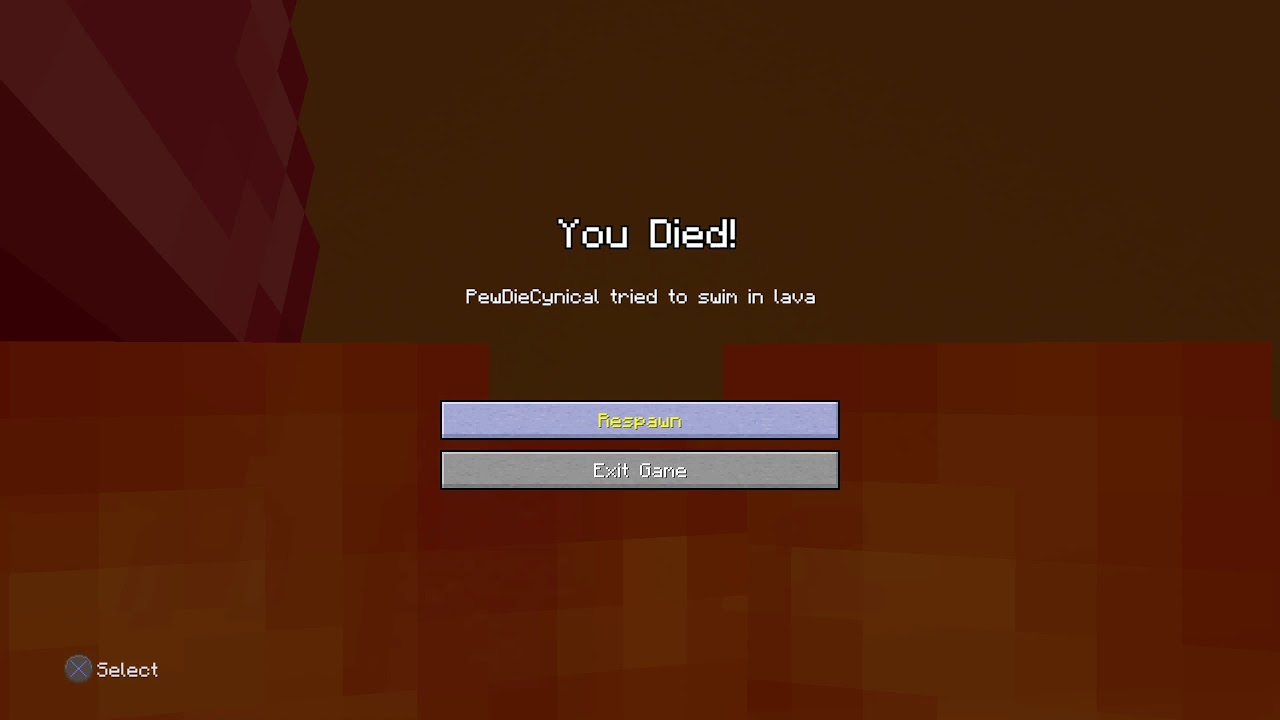 You Died!
PewDieCynical tried to swim in lava
Respawn
Exit Game
Select